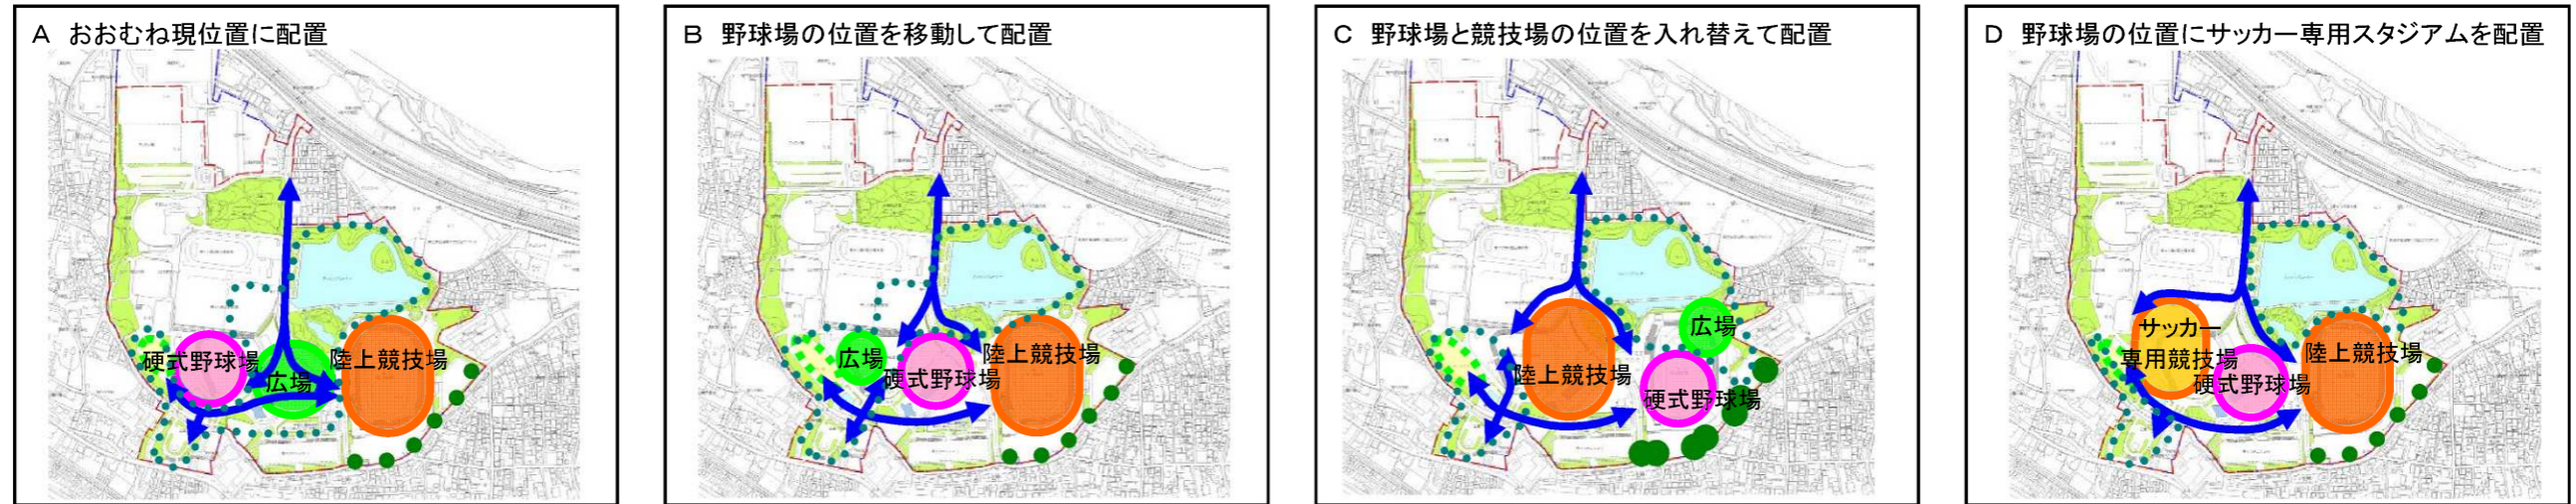 A おおむね現位置に配置
硬式野球場
広場
陸上競技場
B 野球場の位置を移動して配置
広場
硬式野球場
陸上競技場
C 野球場と競技場の位置を入れ替えて配置
広場
陸上競技場
硬式野球場
D 野球場の位置にサッカー専用スタジアムを配置
サッカー
専用競技場
硬式野球場
陸上競技場